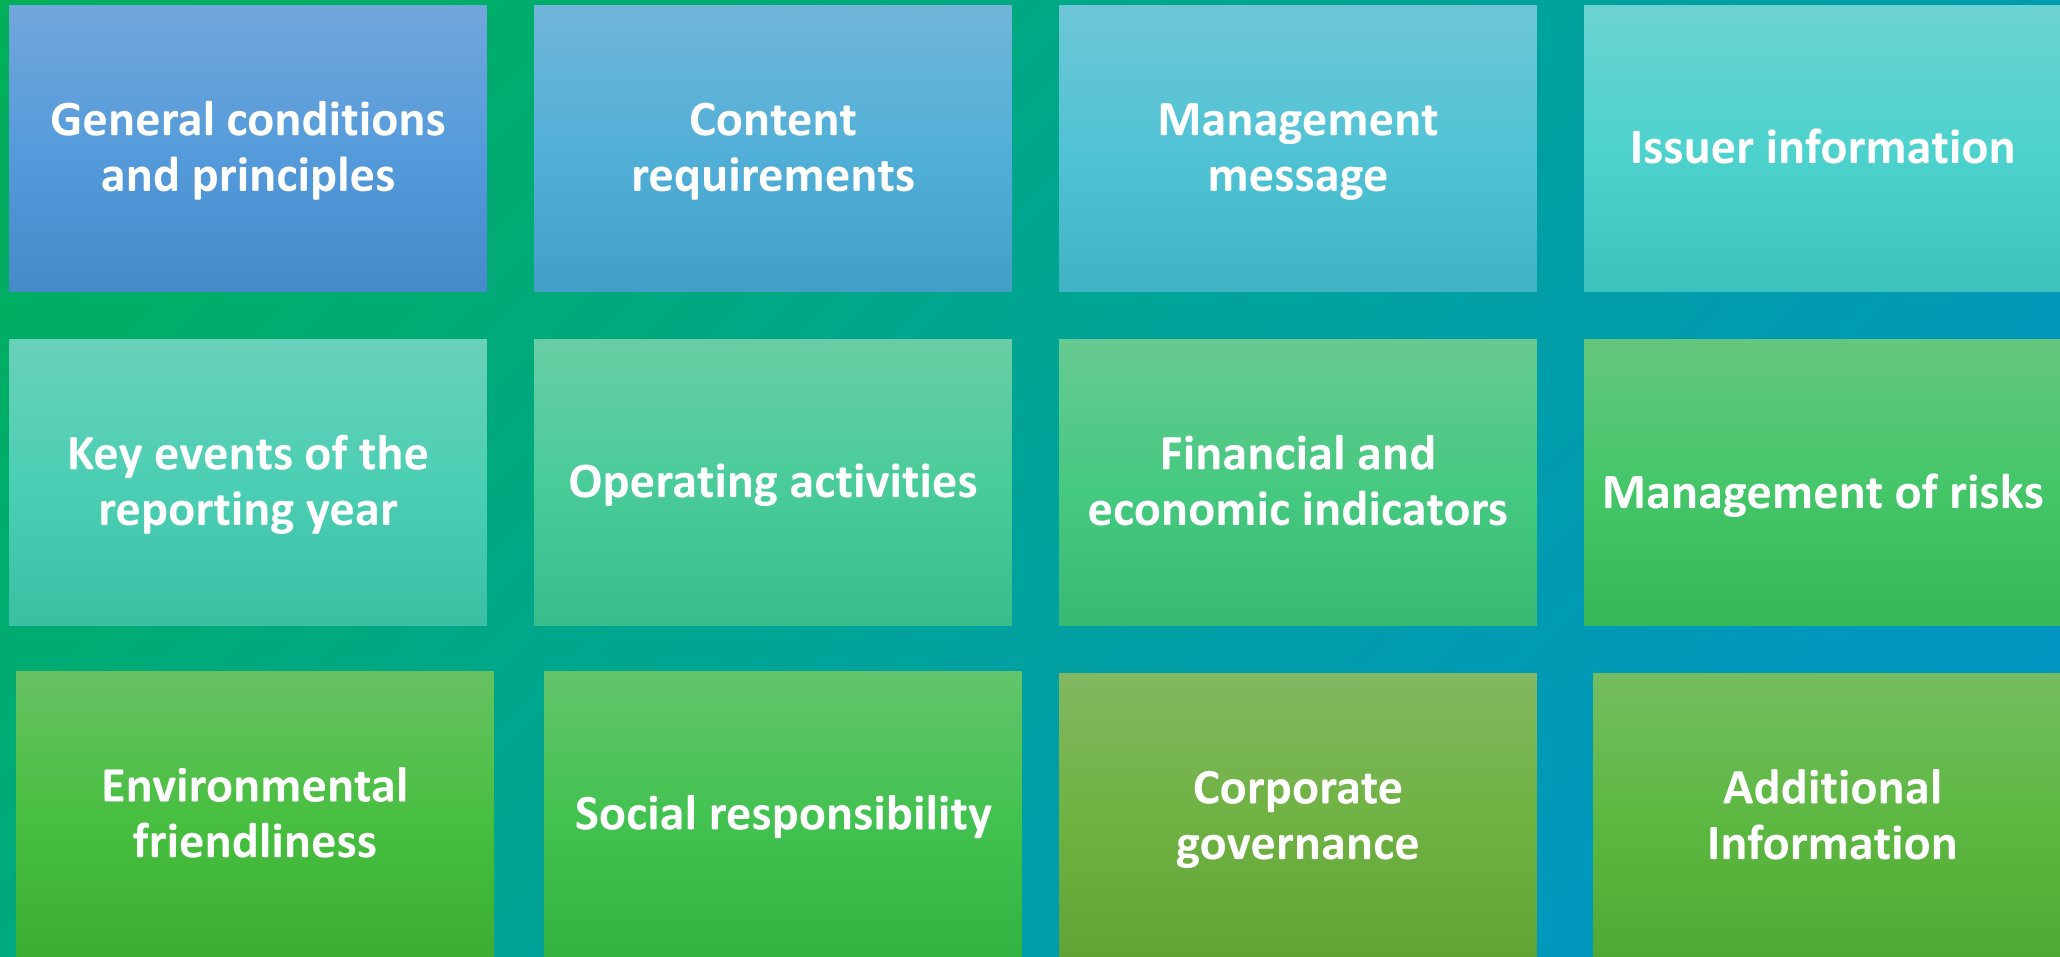 General conditions
and principles
Content
requirements
Management
message
Issuer information
Key events of the
reporting year
Operating activities
Financial and
economic indicators
Management of risks
Environmental
friendliness
Social responsibility
Corporate
governance
Additional
Information